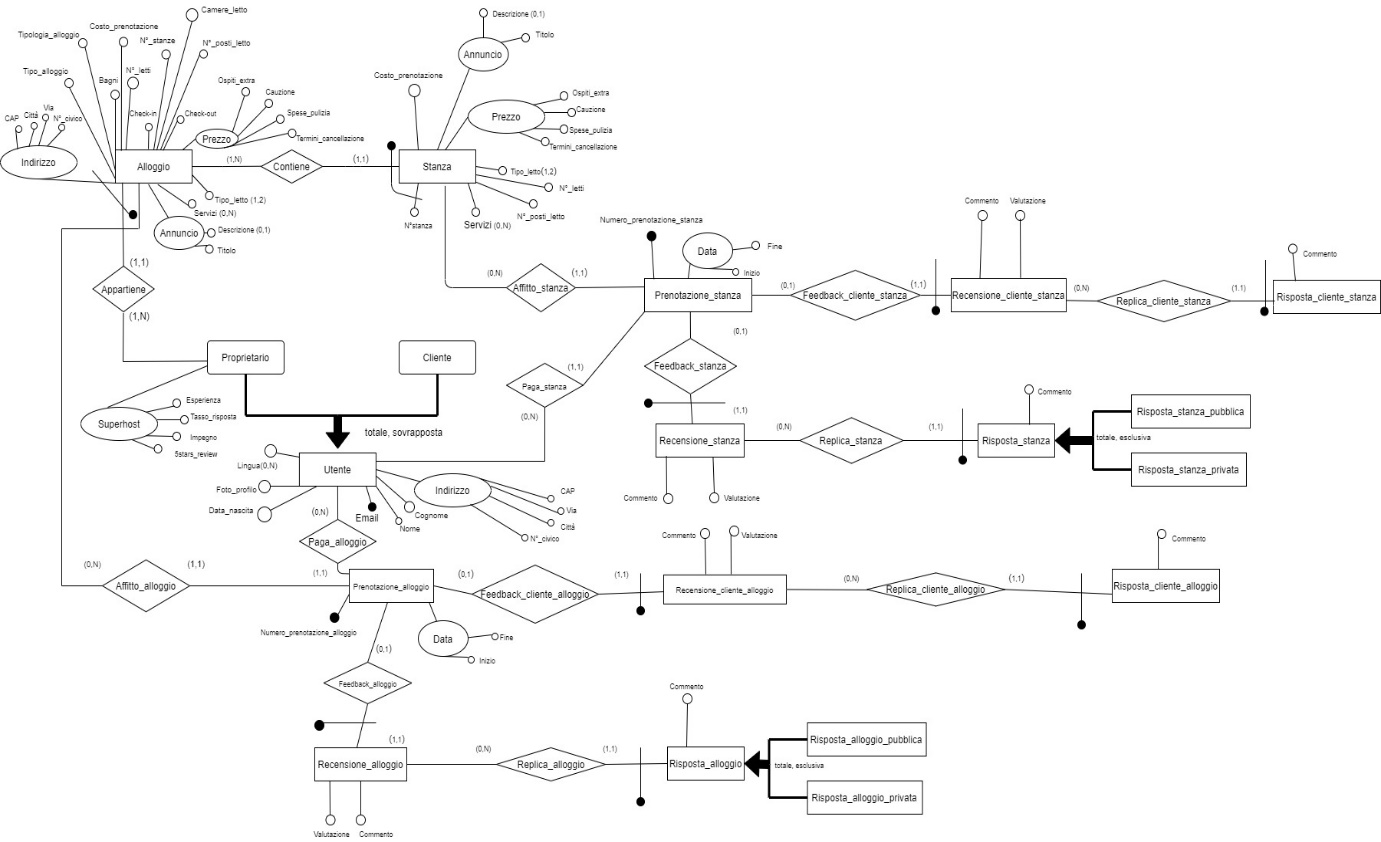 Camere_letto
Costo_prenotazione
Tipologia_alloggio
N°_stanze
N°_posti_letto
Tipo_alloggio
Bagni
N°_letti
Ospiti_extra
Cauzione
Spese_pulizia
Termini_cancellazione
Check-in
Check-out
Prezzo
CAP
Cittá
Via
N°_civico
Indirizzo
Alloggio
Tipo_letto (1,2)
Servizi (0,N)
Annuncio
Descrizione (0,1)
Titolo
(1,N)
Contiene
(1,1)
Descrizione (0,1)
Titolo
Annuncio
Costo_prenotazione
Ospiti_extra
Cauzione
Prezzo
Spese_pulizia
Termini_cancellazione
Stanza
Tipo_letto(1,2)
N°_letti
N°_posti_letto
Servizi (0,N)
N°stanza
(1,1)
Appartiene
(1,N)
(0,N)
Affitto_stanza
(1,1)
Numero_prenotazione_stanza
Data
Fine
Inizio
Prenotazione_stanza
(0,1)
Feedback_cliente_stanza
(1,1)
Commento
Valutazione
Recensione_cliente_stanza
(0,N)
Replica_cliente_stanza
(1,1)
Commento
Risposta_cliente_stanza
Proprietario
Cliente
(1,1)
Paga_stanza
(0,N)
(0,1)
Feedback_stanza
(1,1)
Recensione_stanza
Commento
Valutazione
(0,N)
Replica_stanza
(1,1)
Commento
Risposta_stanza
totale, esclusiva
Risposta_stanza_pubblica
Risposta_stanza_privata
Superhost
Esperienza
Tasso_risposta
Impegno
5stars_review
totale, sovrapposta
Utente
Lingua(0,N)
Foto_profilo
Data_nascita
Email
Nome
Cognome
Indirizzo
CAP
Via
Cittá
N°_civico
(0,N)
Paga_alloggio
(1,1)
(0,N)
Affitto_alloggio
(1,1)
Prenotazione_alloggio
Numero_prenotazione_alloggio
Data
Fine
Inizio
(0,1)
Feedback_cliente_alloggio
(1,1)
Commento
Valutazione
Recensione_cliente_alloggio
(0,N)
Replica_cliente_alloggio
(1,1)
Commento
Risposta_cliente_alloggio
(0,1)
Feedback_alloggio
(1,1)
Recensione_alloggio
Valutazione
Commento
(0,N)
Replica_alloggio
(1,1)
Commento
Risposta_alloggio
totale, esclusiva
Risposta_alloggio_pubblica
Risposta_alloggio_privata